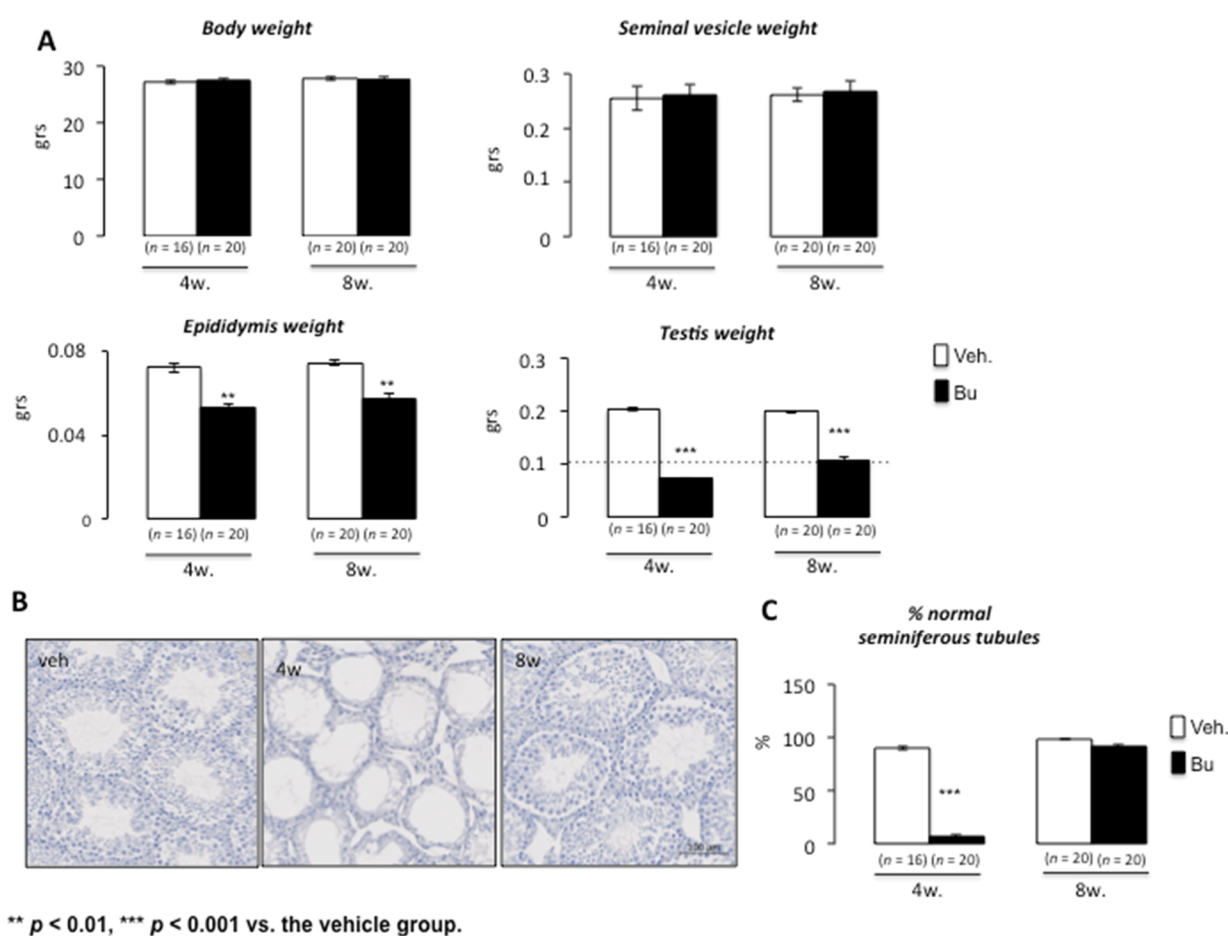 A
Body weight
Seminal vesicle weight
30
20
10
0
grs
(n = 16) (n = 20)
(n = 20) (n = 20)
4w.
8w.
0.3
0.2
0.1
0
grs
(n = 16) (n = 20)
(n = 20) (n = 20)
4w.
8w.
Epididymis weight
Testis weight
0.08
0.04
0
grs
**
**
(n = 16) (n = 20)
(n = 20) (n = 20)
4w.
8w.
0.3
0.2
0.1
0
grs
***
***
(n = 16) (n = 20)
(n = 20) (n = 20)
4w.
8w.
Veh.
Bu
B
veh
4w
8w
100 µm
C
% normal
seminiferous tubules
150
100
50
0
%
***
(n = 16) (n = 20)
(n = 20) (n = 20)
4w.
8w.
Veh.
Bu
** p < 0.01, *** p < 0.001 vs. the vehicle group.